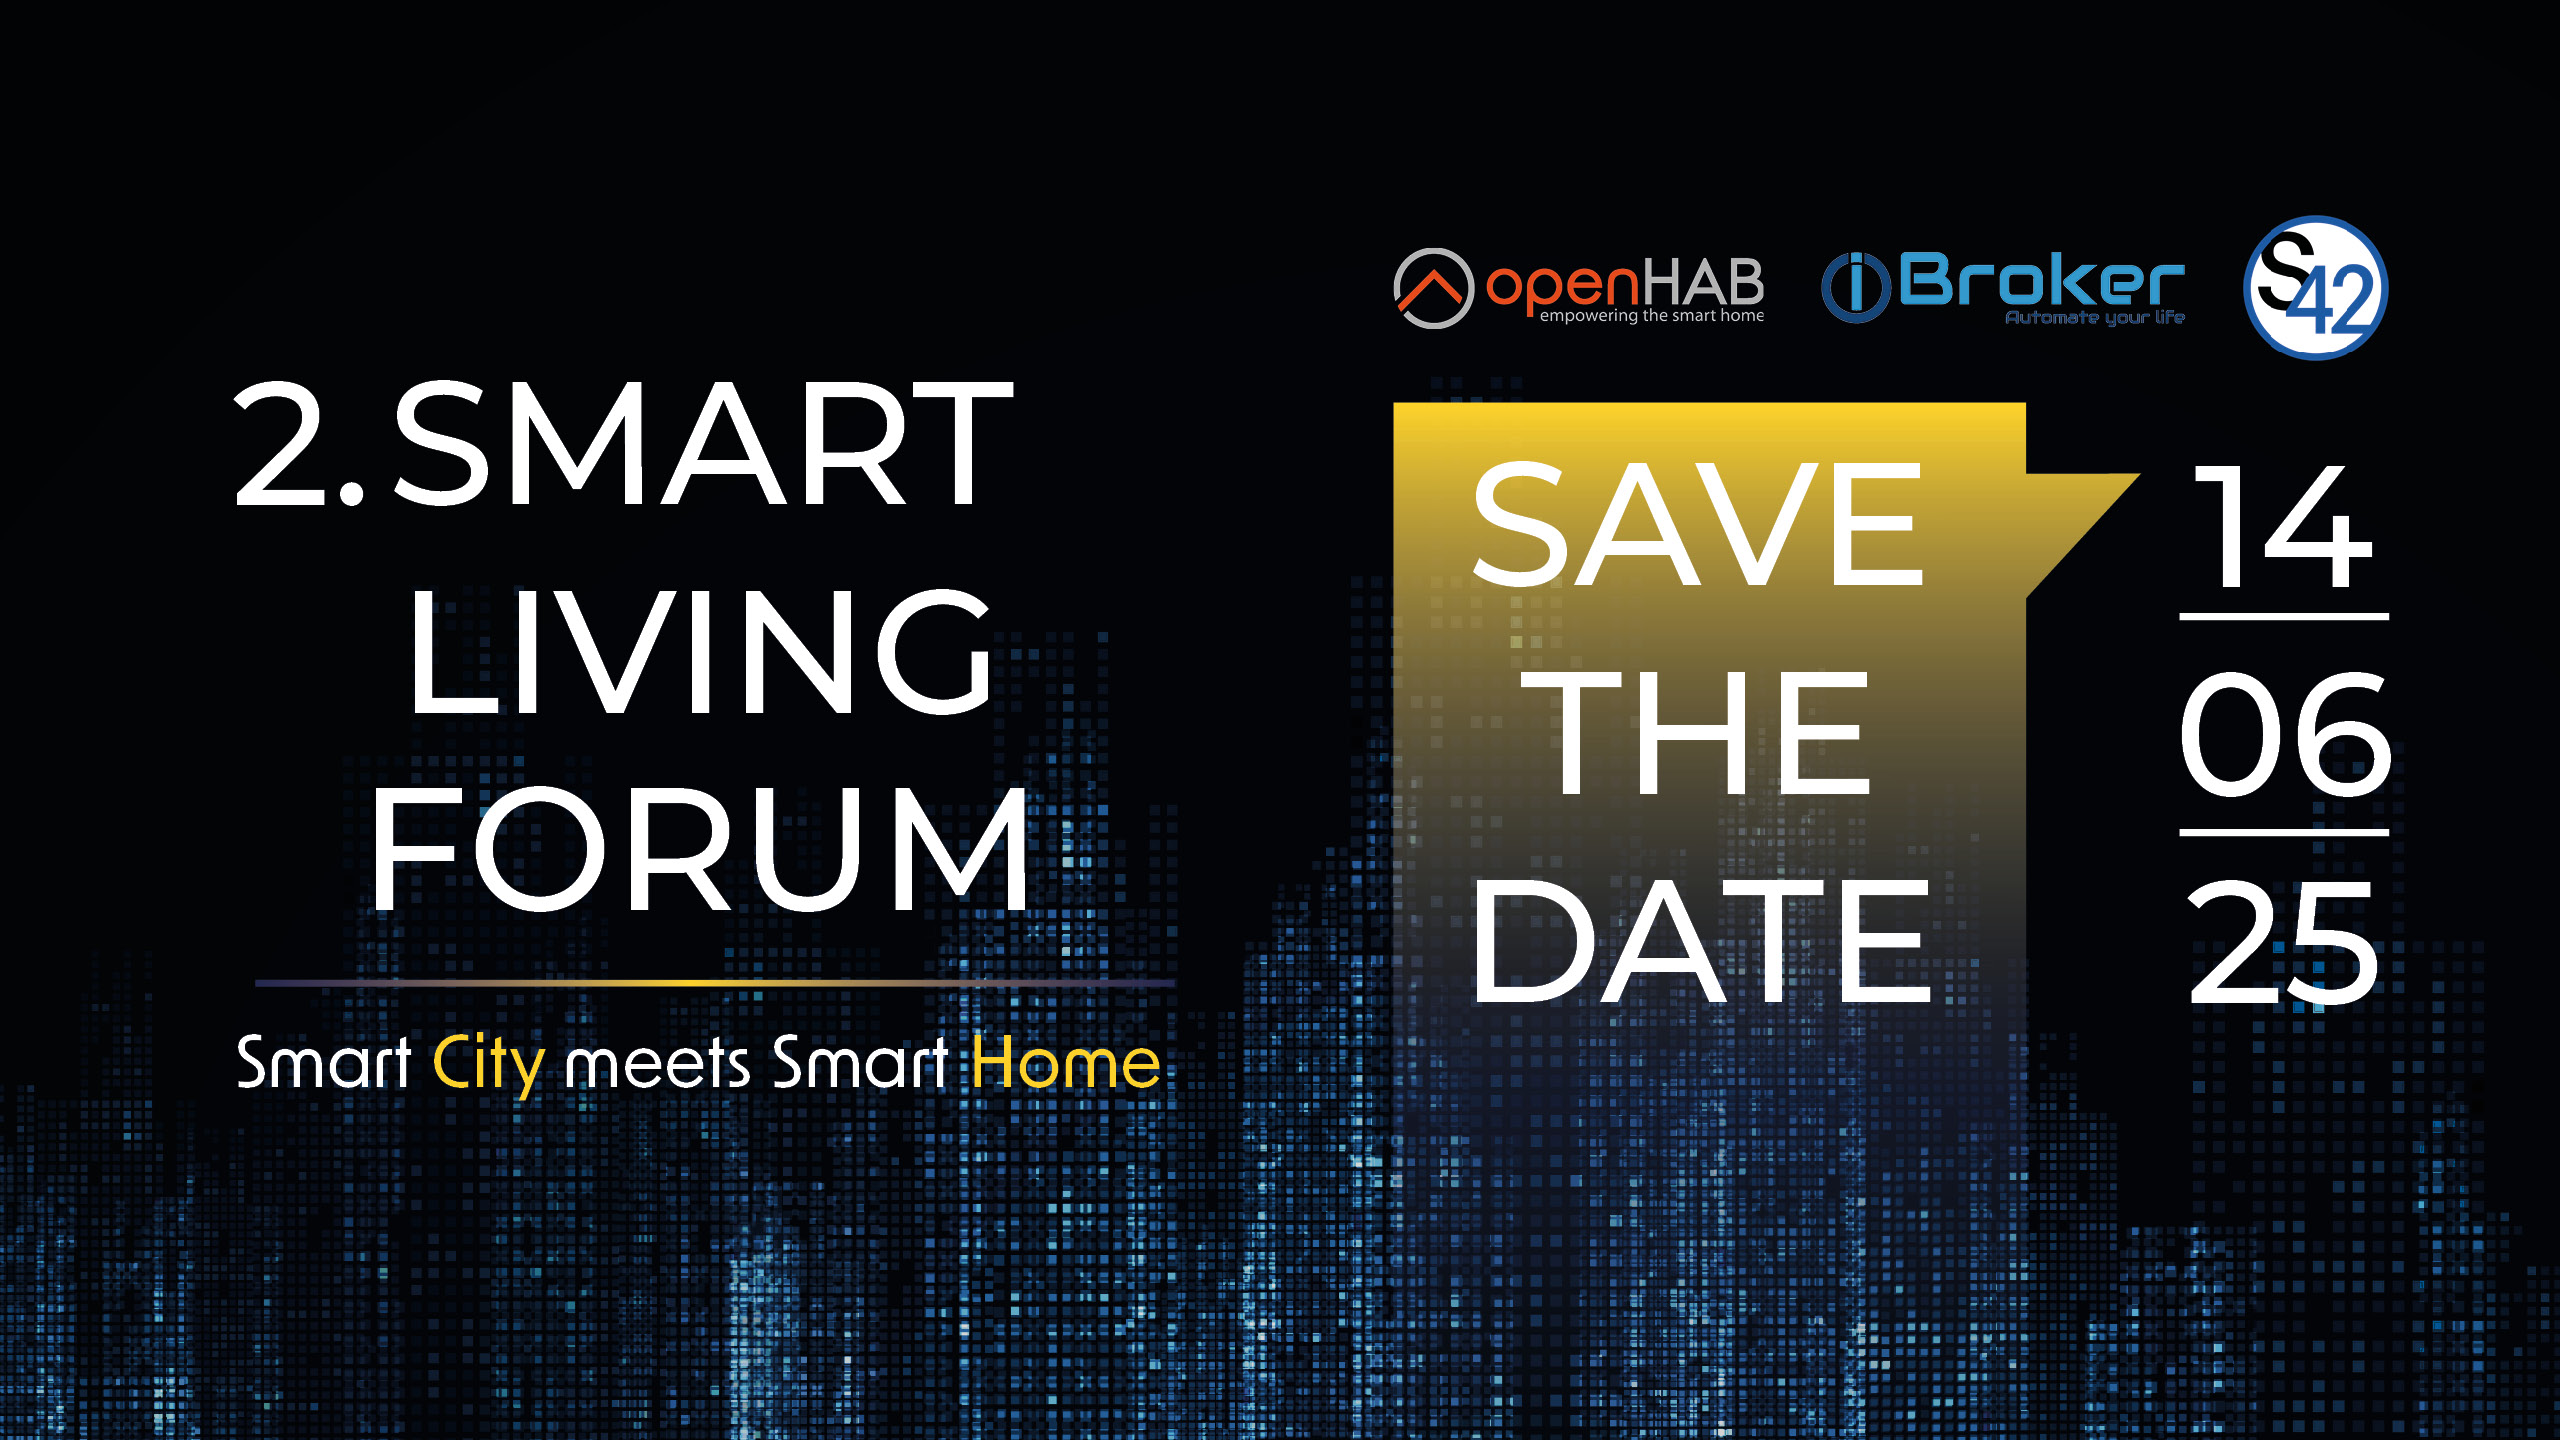 2. SMART
LIVING
FORUM
Smart City meets Smart Home
openHAB
empowering the smart home
ioBroker
Automate your life
S42
SAVE
THE
DATE
14
06
25